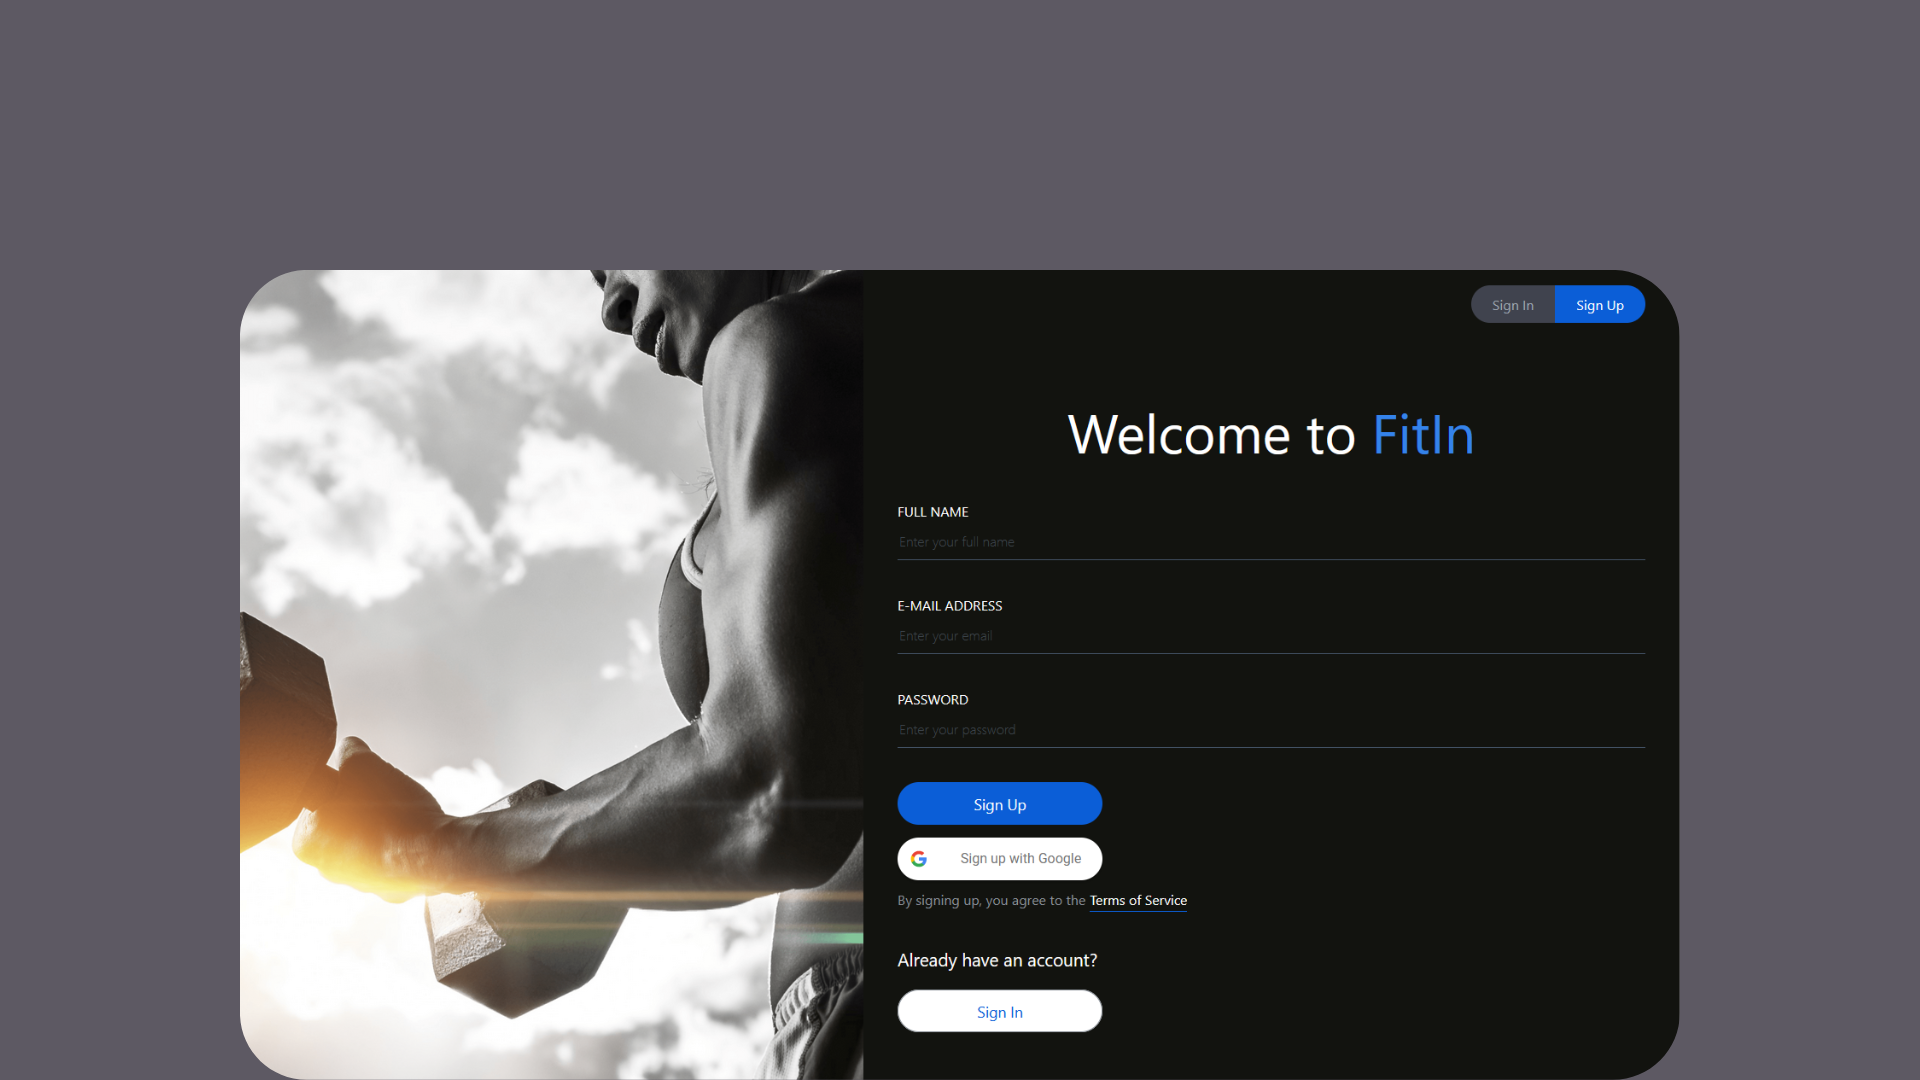 Sign In
Sign Up
Welcome to FitIn
FULL NAME
Enter your full name
E-MAIL ADDRESS
Enter your email
PASSWORD
Enter your password
Sign Up
Sign up with Google
By signing up, you agree to the Terms of Service
Already have an account?
Sign In